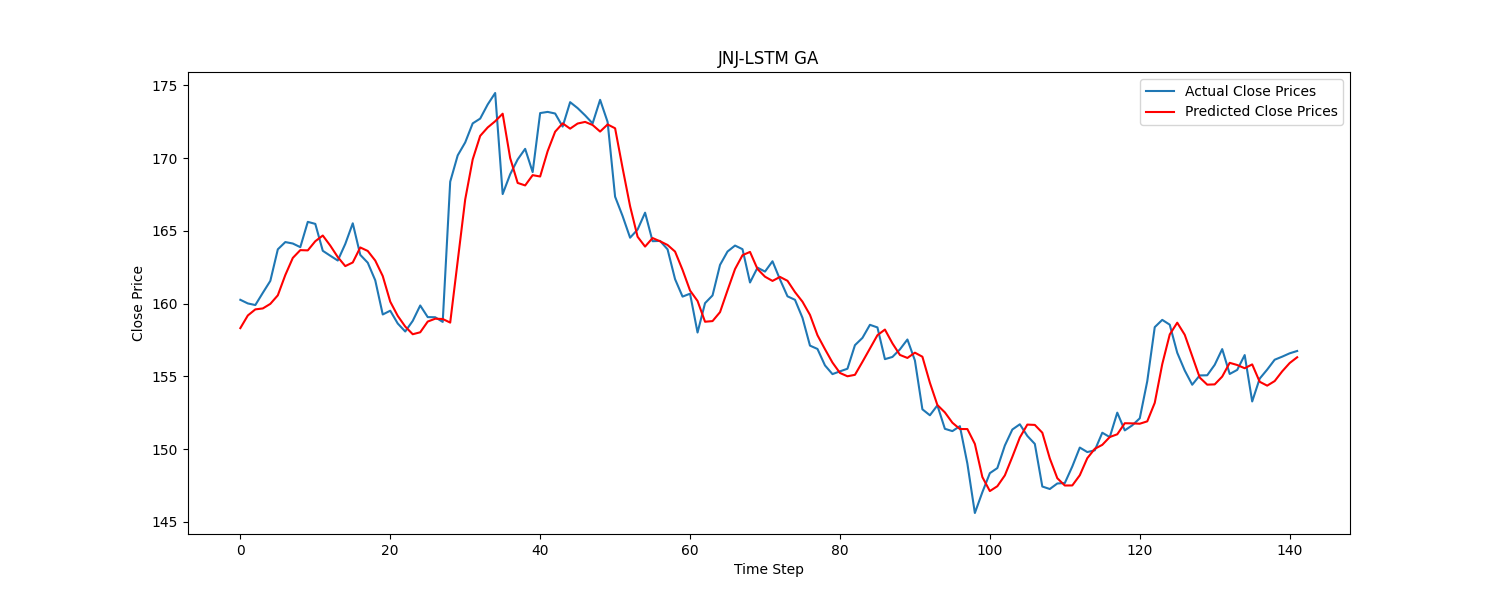 JNJ-LSTM GA
Actual Close Prices
Predicted Close Prices
Close Price
175
170
165
160
155
150
145
0 20 40 60 80 100 120 140
Time Step